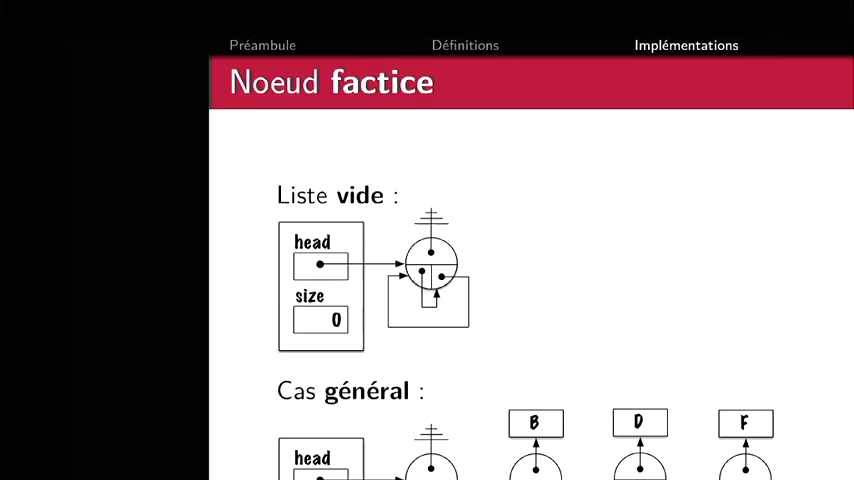 Préambule Définitions Implémentations
Noeud factice
Liste vide :
head
size
0
Cas général :
B D F
head